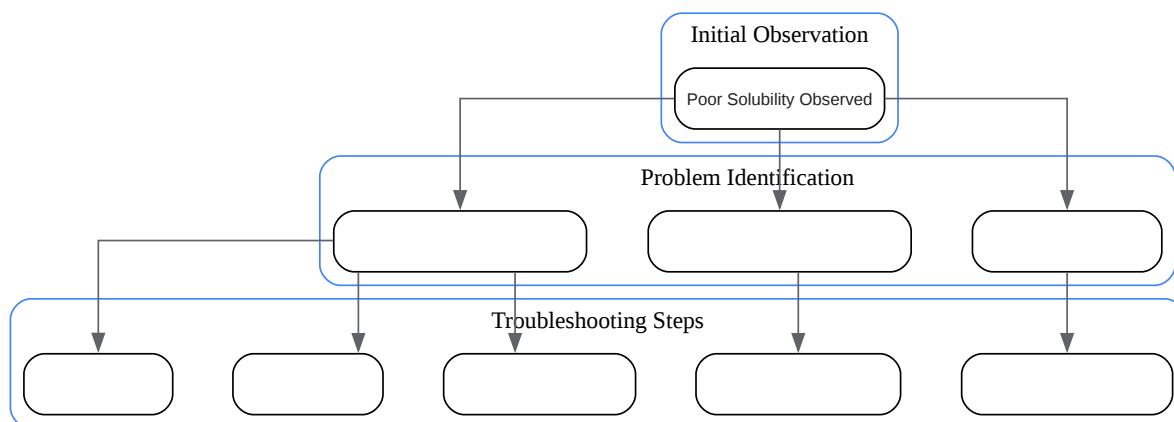 Initial Observation
Poor Solubility Observed
Problem Identification
Troubleshooting Steps